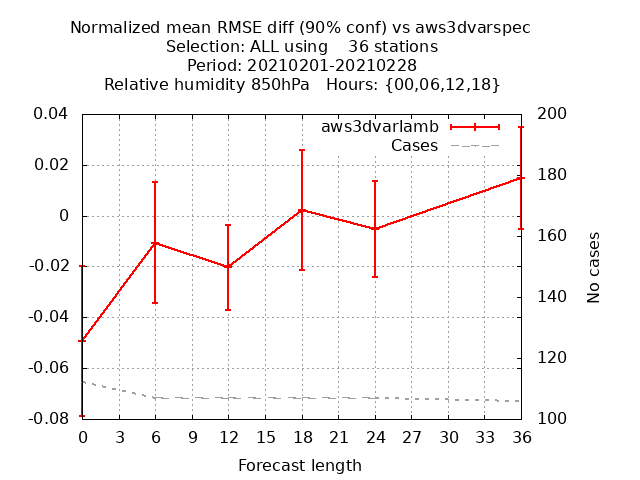 Normalized mean RMSE diff (90% conf) vs aws3dvarspec
Selection: ALL using    36 stations
Period: 20210201-20210228
Relative humidity 850hPa   Hours: {00,06,12,18}
aws3dvarlamb
Cases
0.04
0.02
0
-0.02
-0.04
-0.06
-0.08
200
180
160
140
120
100
No cases
0 3 6 9 12 15 18 21 24 27 30 33 36
Forecast length